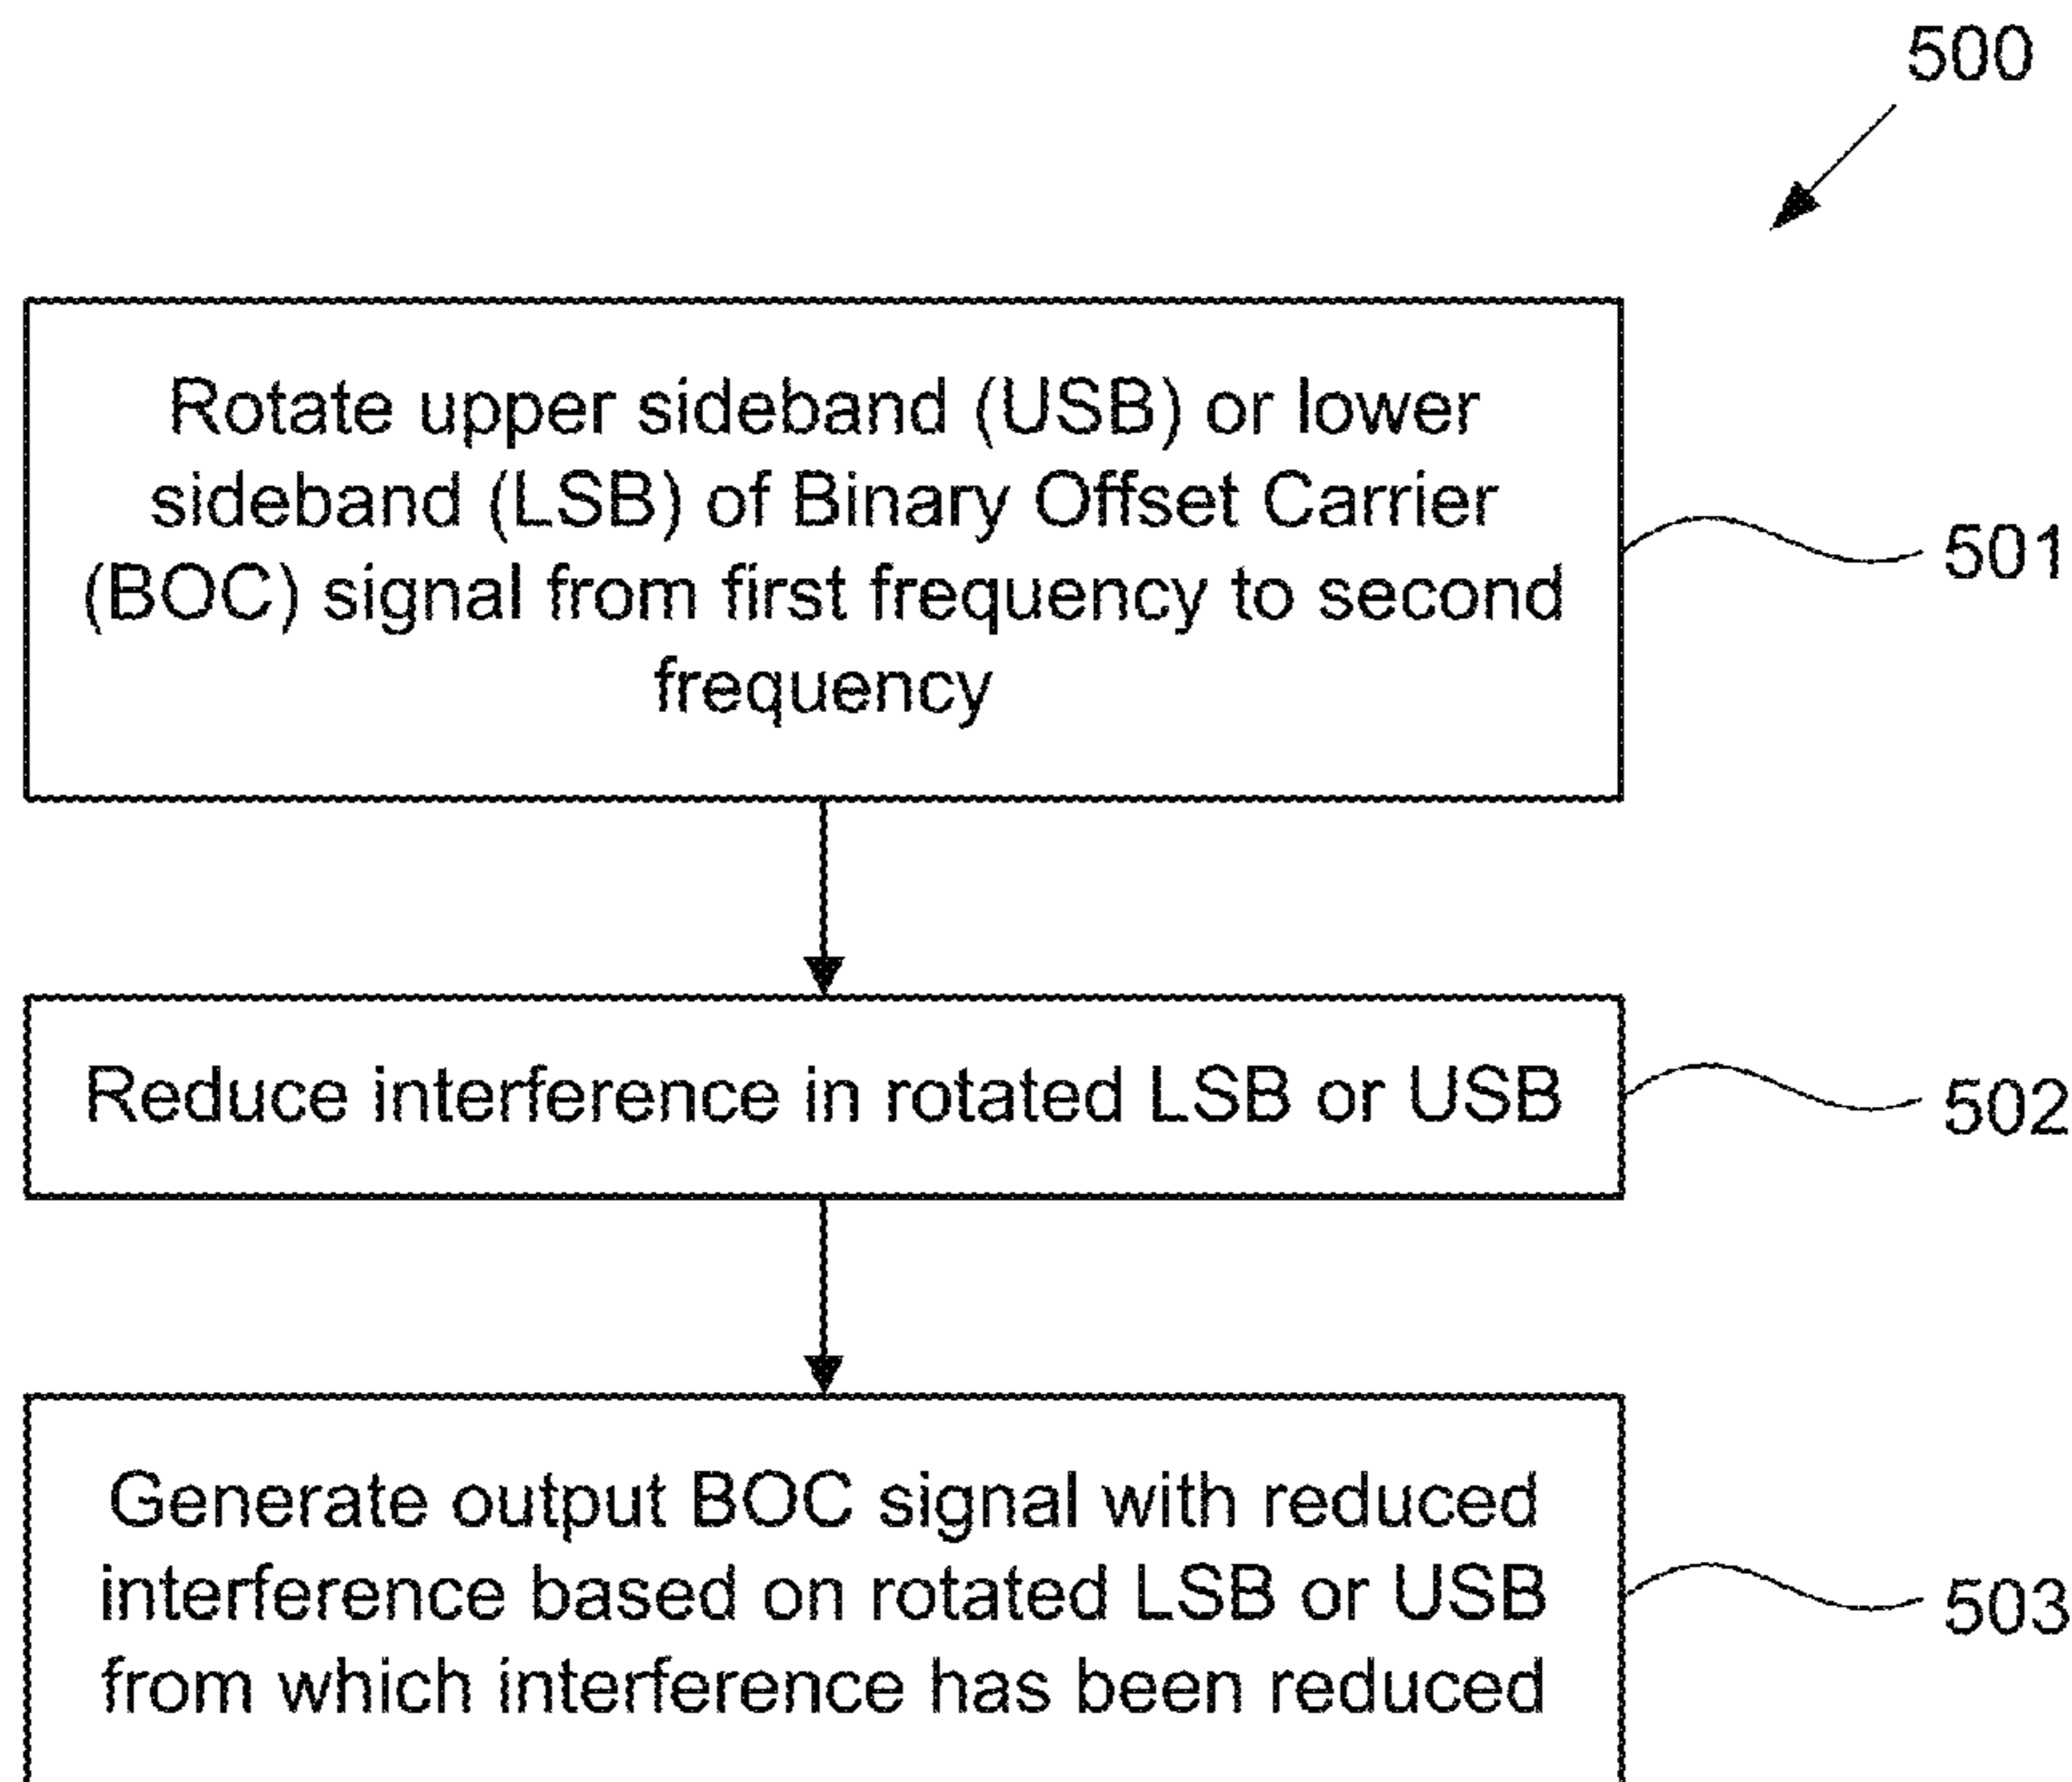 500
Rotate upper sideband (USB) or lower
sideband (LSB) of Binary Offset Carrier
(BOC) signal from first frequency to second
frequency
501
Reduce interference in rotated LSB or USB
502
Generate output BOC signal with reduced
interference based on rotated LSB or USB
from which interference has been reduced
503